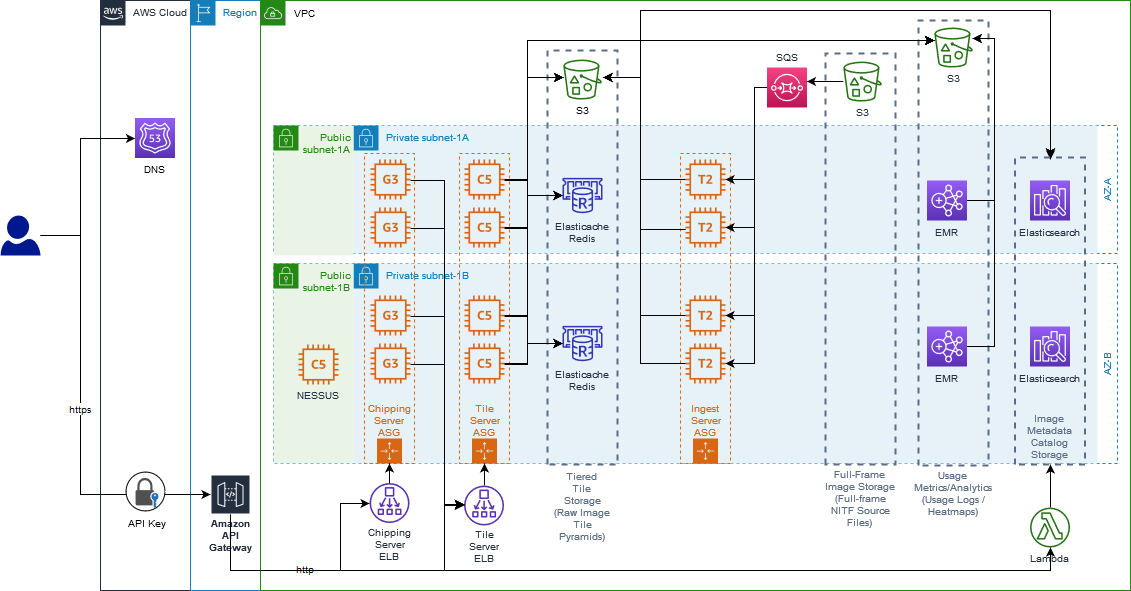 aws
AWS Cloud
Region
VPC
53
DNS
https
API Key
Amazon
API
Gateway
http
Public
subnet-1A
Private subnet-1A
G3
G3
C5
C5
S3
R
Elasticache
Redis
SQS
T2
T2
S3
S3
EMR
Elasticsearch
AZ-A
Public
subnet-1B
Private subnet-1B
C5
NESSUS
G3
G3
C5
C5
R
Elasticache
Redis
T2
T2
EMR
Elasticsearch
AZ-B
Chipping
Server
ASG
Tile
Server
ASG
Ingest
Server
ASG
Image
Metadata
Catalog
Storage
Chipping
Server
ELB
Tile
Server
ELB
Tiered
Tile
Storage
(Raw Image
Tile
Pyramids)
Full-Frame
Image Storage
(Full-frame
NITF Source
Files)
Usage
Metrics/Analytics
(Usage Logs /
Heatmaps)
Lambda